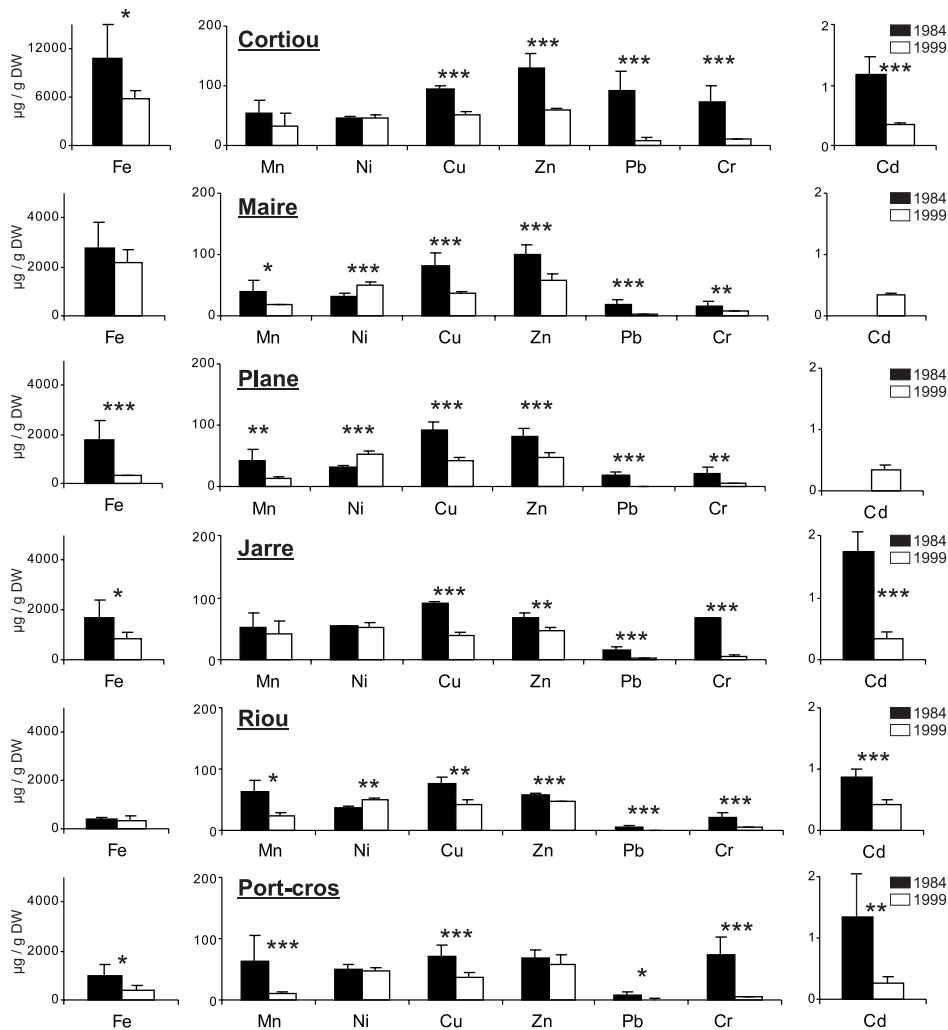 Cortiou
µg / g DW
12000
6000
0
*
Fe
200
100
0
*** *** *** ***
Mn Ni Cu Zn Pb Cr
2
1
0
***
Cd
1984
1999
Maire
µg / g DW
4000
2000
0
Fe
200
100
0
* *** *** *** *** **
Mn Ni Cu Zn Pb Cr
2
1
0
Cd
1984
1999
Plane
µg / g DW
4000
2000
0
***
Fe
200
100
0
** *** *** *** *** **
Mn Ni Cu Zn Pb Cr
2
1
0
Cd
1984
1999
Jarre
µg / g DW
4000
2000
0
*
Fe
200
100
0
*** ** *** ***
Mn Ni Cu Zn Pb Cr
2
1
0
***
Cd
1984
1999
Riou
µg / g DW
4000
2000
0
Fe
200
100
0
* ** ** *** *** ***
Mn Ni Cu Zn Pb Cr
2
1
0
***
Cd
1984
1999
Port-cros
µg / g DW
4000
2000
0
*
Fe
200
100
0
*** *** * ***
Mn Ni Cu Zn Pb Cr
2
1
0
**
Cd
1984
1999